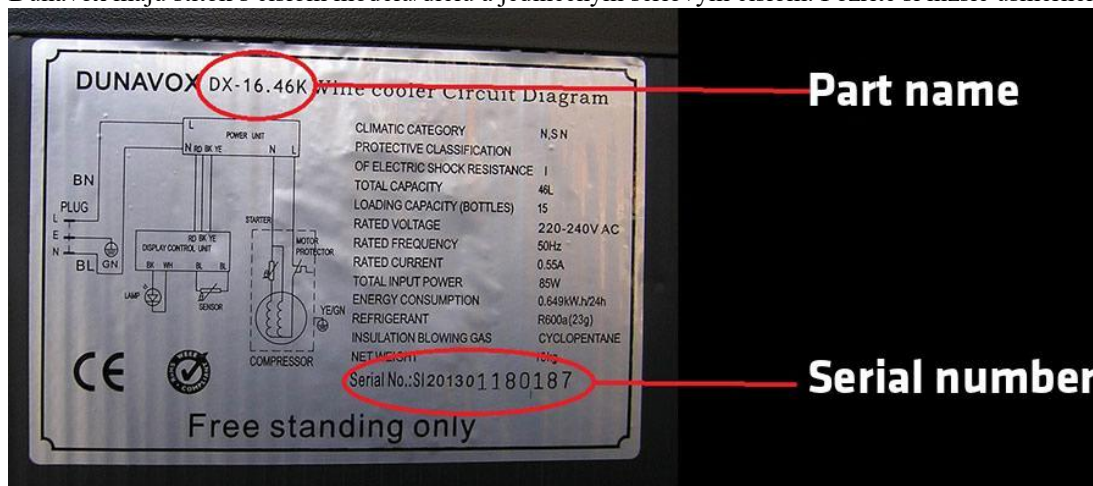 DUNAVOX DX-16.46K Wine cooler Circuit Diagram
Part name
L
POWER UNIT
N RD BK YE N L
BN
PLUG
L
E
N
BL GN
STARTER
MOTOR
PROTECTOR
RD BK YE
DISPLAY CONTROL UNIT
BK WH BL BL
LAMP
SENSOR
YE/GN
COMPRESSOR
CLIMATIC CATEGORY N,S N
PROTECTIVE CLASSIFICATION
OF ELECTRIC SHOCK RESISTANCE I
TOTAL CAPACITY 46L
LOADING CAPACITY (BOTTLES) 15
RATED VOLTAGE 220-240V AC
RATED FREQUENCY 50Hz
RATED CURRENT 0.55A
TOTAL INPUT POWER 85W
ENERGY CONSUMPTION 0.649kW.h/24h
REFRIGERANT R600a(23g)
INSULATION BLOWING GAS CYCLOPENTANE
NET WEIGHT
Serial No.:SI201301180187
Serial number
CE
Free standing only